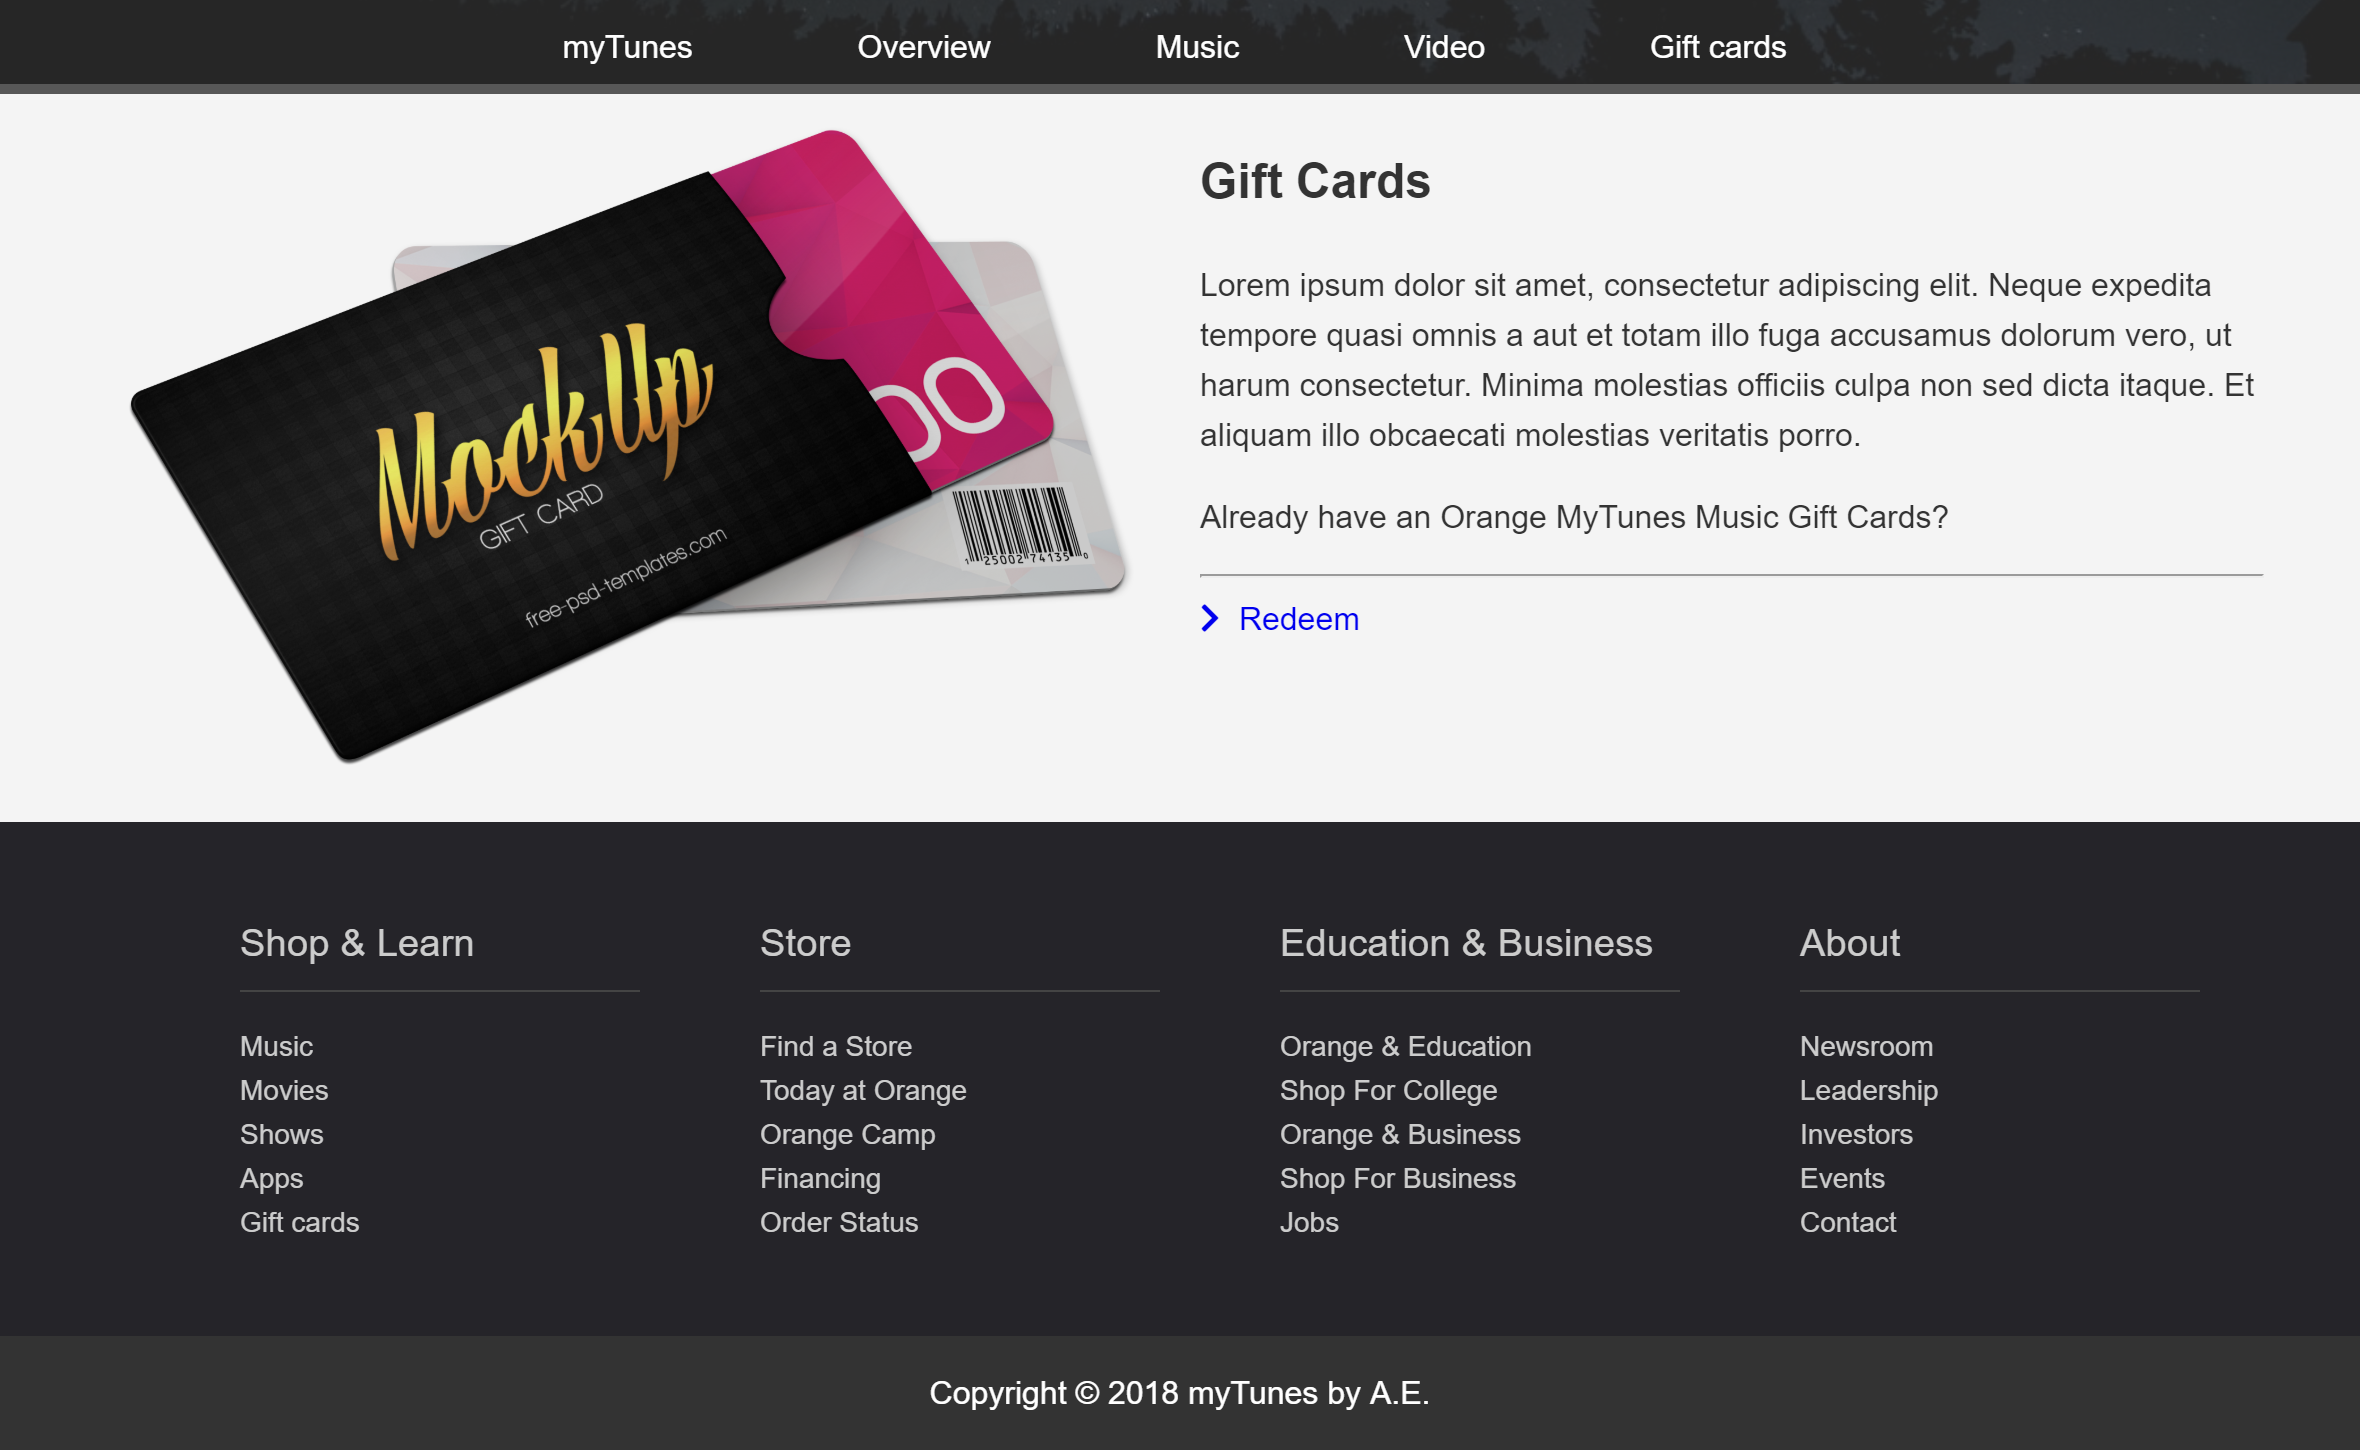 myTunes Overview Music Video Gift cards
MockUp
GIFT CARD
free-psd-templates.com
00
1 25002 74135 0
Gift Cards
Lorem ipsum dolor sit amet, consectetur adipiscing elit. Neque expedita
tempore quasi omnis a aut et totam illo fuga accusamus dolorum vero, ut
harum consectetur. Minima molestias officiis culpa non sed dicta itaque. Et
aliquam illo obcaecati molestias veritatis porro.
Already have an Orange MyTunes Music Gift Cards?
Redeem
Shop & Learn
Music
Movies
Shows
Apps
Gift cards
Store
Find a Store
Today at Orange
Orange Camp
Financing
Order Status
Education & Business
Orange & Education
Shop For College
Orange & Business
Shop For Business
Jobs
About
Newsroom
Leadership
Investors
Events
Contact
Copyright © 2018 myTunes by A.E.